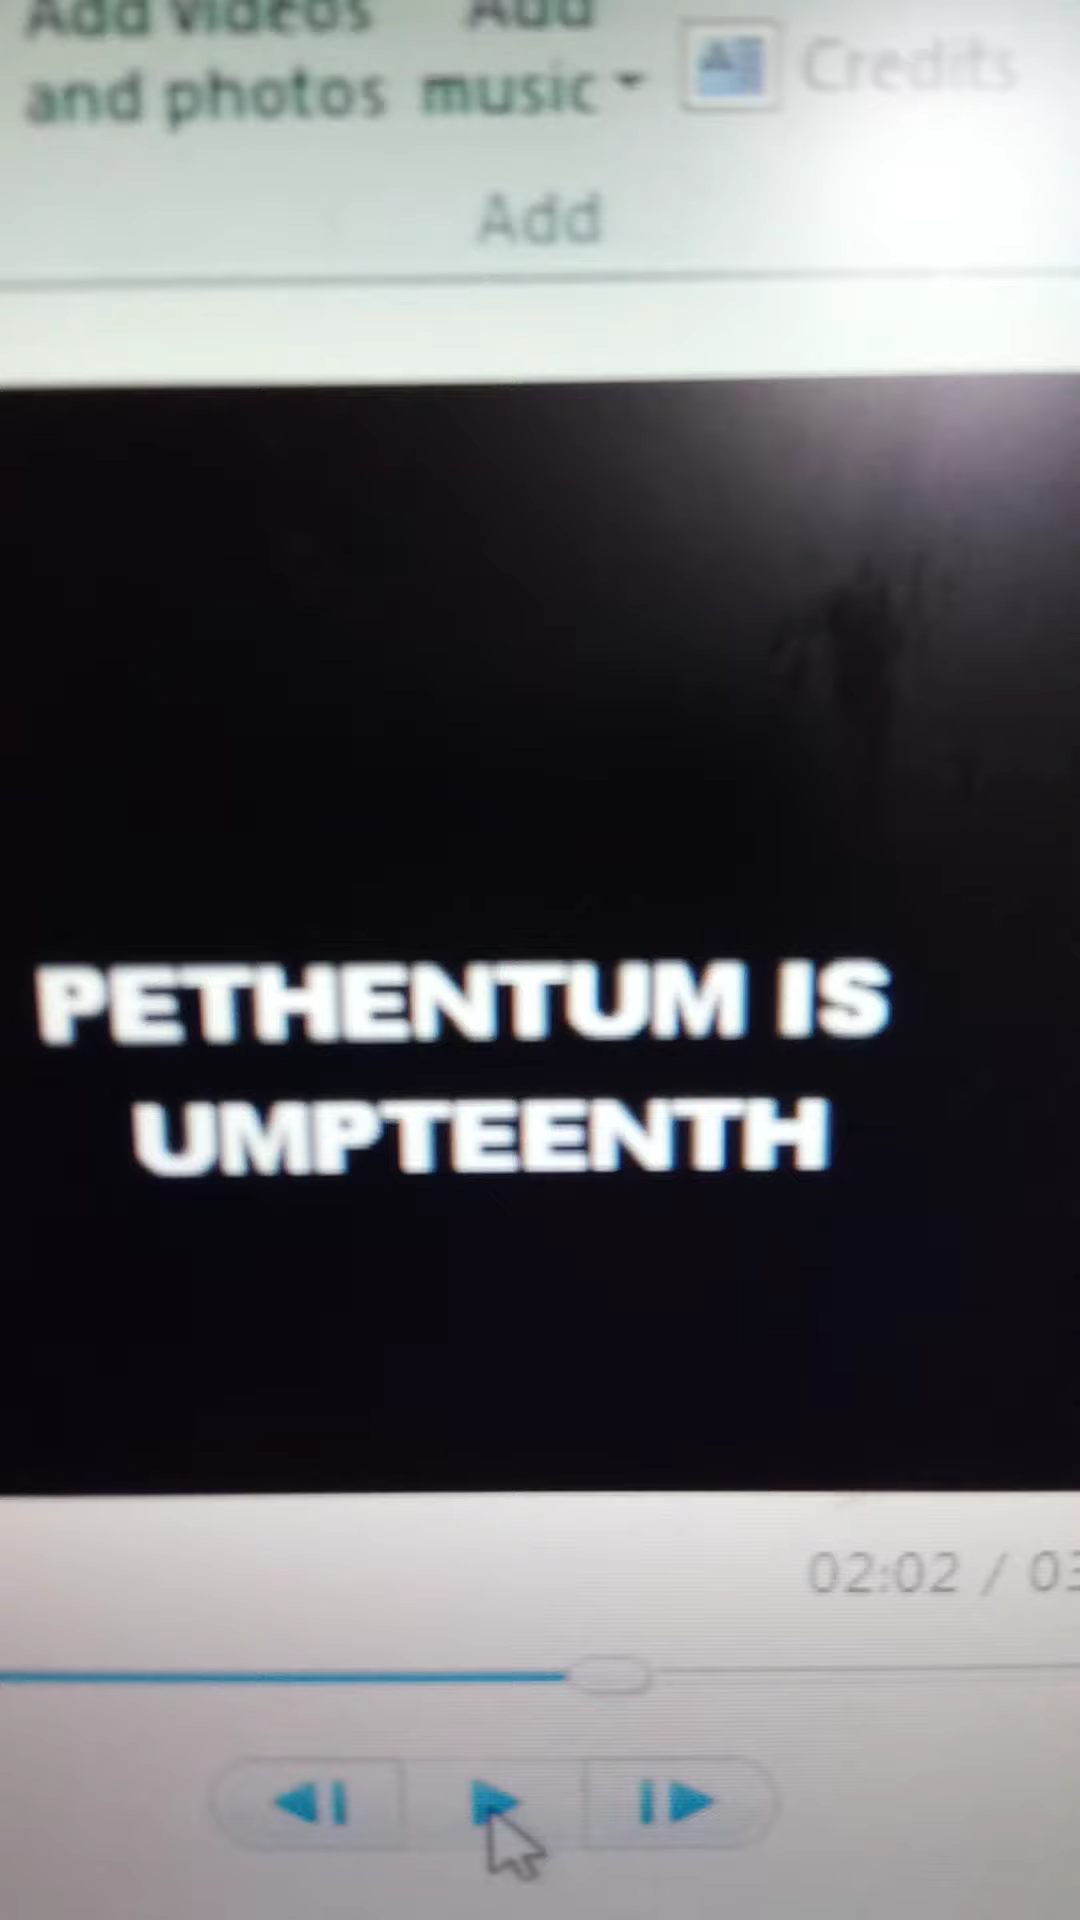 Add videos Add
and photos music Credits
Add
PETHENTUM IS
UMPTEENTH
02:02 / 03